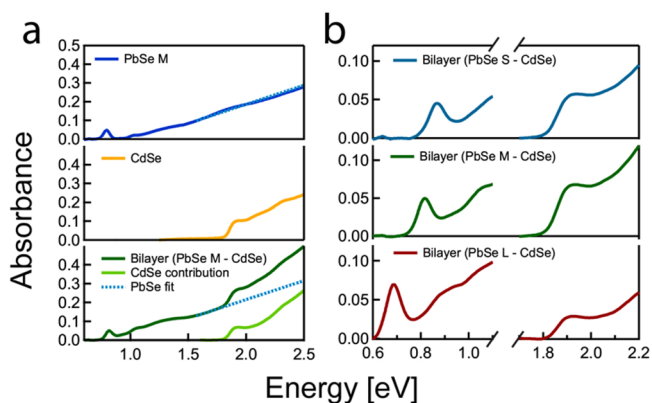 a
b
0.5
0.4
0.3
0.2
0.1
0.0
PbSe M
0.4
0.3
0.2
0.1
0.0
CdSe
0.4
0.3
0.2
0.1
0.0
Bilayer (PbSe M - CdSe)
CdSe contribution
PbSe fit
1.0
1.5
2.0
2.5
0.10
0.05
0.00
Bilayer (PbSe S - CdSe)
0.10
0.05
0.00
Bilayer (PbSe M - CdSe)
0.10
0.05
0.00
Bilayer (PbSe L - CdSe)
0.6
0.8
1.0
1.8
2.0
2.2
Absorbance
Energy [eV]